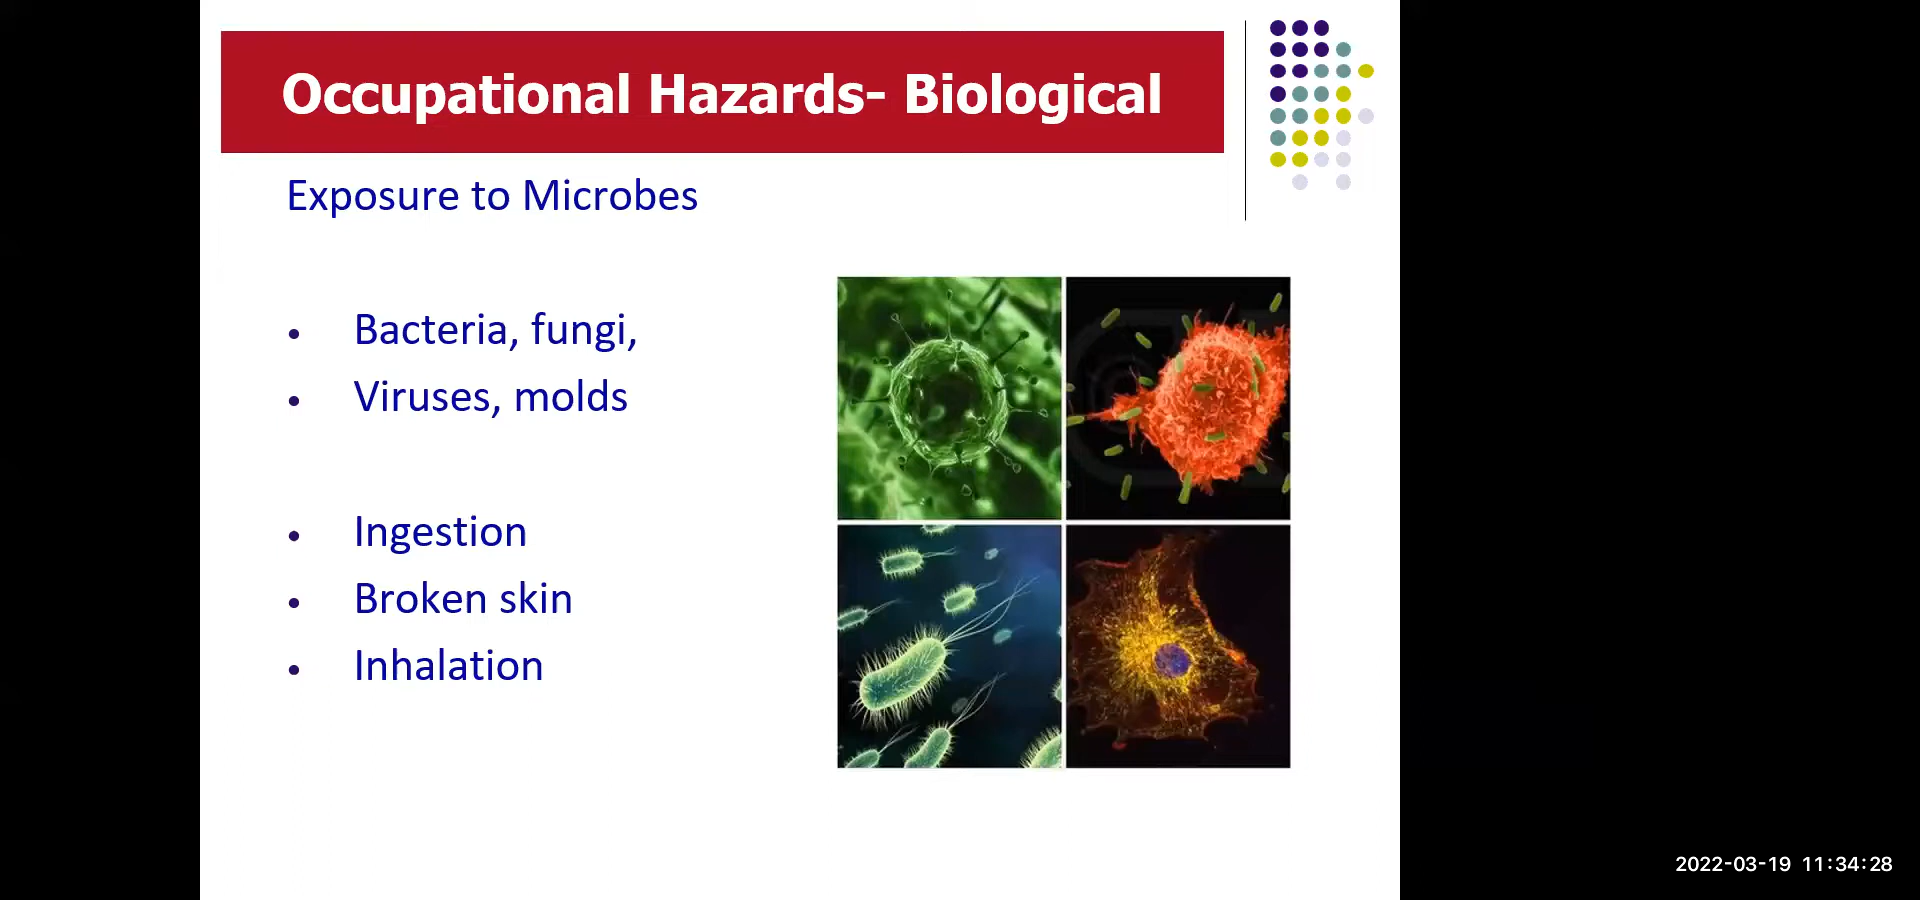 Occupational Hazards- Biological
Exposure to Microbes
• Bacteria, fungi,
• Viruses, molds
• Ingestion
• Broken skin
• Inhalation
2022-03-19 11:34:28